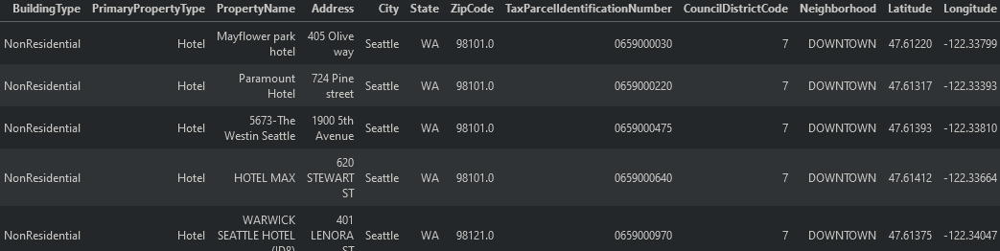 BuildingType PrimaryPropertyType PropertyName Address City State ZipCode TaxParcelIdentificationNumber CouncilDistrictCode Neighborhood Latitude Longitude
NonResidential Hotel Mayflower park hotel 405 Olive way Seattle WA 98101.0 0659000030 7 DOWNTOWN 47.61220 -122.33799
NonResidential Hotel Paramount Hotel 724 Pine street Seattle WA 98101.0 0659000220 7 DOWNTOWN 47.61317 -122.33393
NonResidential Hotel 5673-The Westin Seattle 1900 5th Avenue Seattle WA 98101.0 0659000475 7 DOWNTOWN 47.61393 -122.33810
NonResidential Hotel HOTEL MAX 620 STEWART ST Seattle WA 98101.0 0659000640 7 DOWNTOWN 47.61412 -122.33664
NonResidential Hotel WARWICK SEATTLE HOTEL (ID8) 401 LENORA ST Seattle WA 98121.0 0659000970 7 DOWNTOWN 47.61375 -122.34047